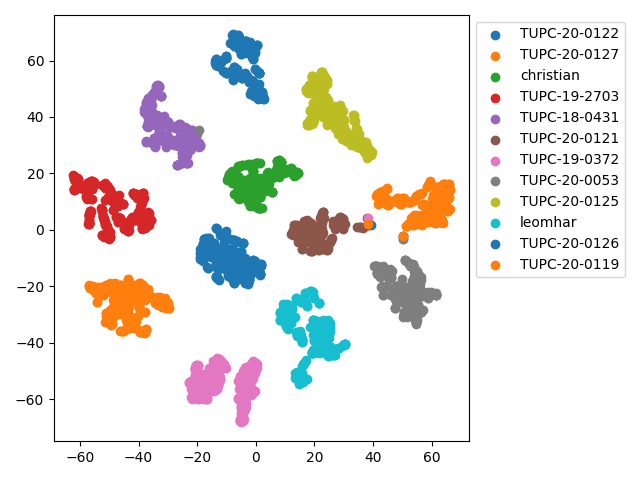 TUPC-20-0122
TUPC-20-0127
christian
TUPC-19-2703
TUPC-18-0431
TUPC-20-0121
TUPC-19-0372
TUPC-20-0053
TUPC-20-0125
leomhar
TUPC-20-0126
TUPC-20-0119
60
40
20
0
−20
−40
−60
−60 −40 −20 0 20 40 60